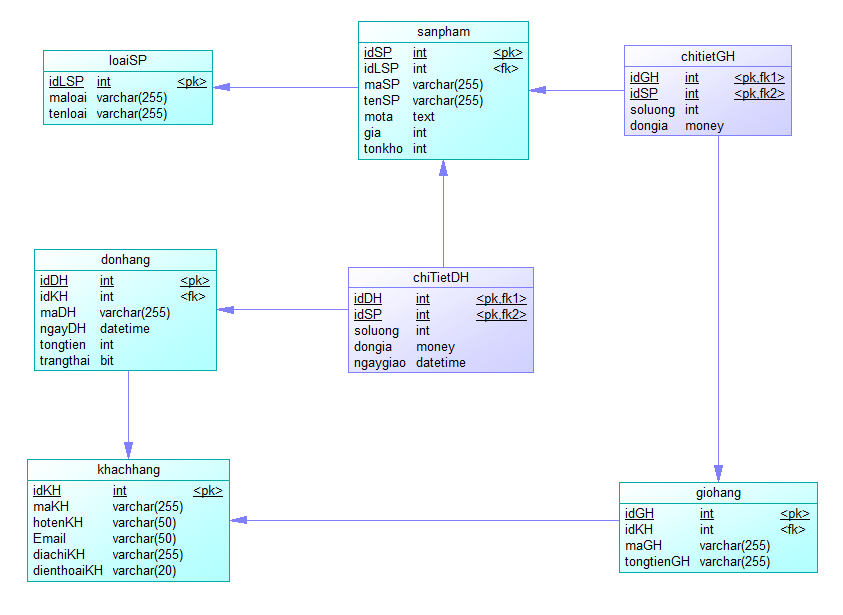 loaiSP
idLSP int <pk>
maloai varchar(255)
tenloai varchar(255)
sanpham
idSP int <pk>
idLSP int <fk>
maSP varchar(255)
tenSP varchar(255)
mota text
gia int
tonkho int
chitietGH
idGH int <pk,fk1>
idSP int <pk,fk2>
soluong int
dongia money
donhang
idDH int <pk>
idKH int <fk>
maDH varchar(255)
ngayDH datetime
tongtien int
trangthai bit
chiTietDH
idDH int <pk,fk1>
idSP int <pk,fk2>
soluong int
dongia money
ngaygiao datetime
khachhang
idKH int <pk>
maKH varchar(255)
hotenKH varchar(50)
Email varchar(50)
diachiKH varchar(255)
dienthoaiKH varchar(20)
giohang
idGH int <pk>
idKH int <fk>
maGH varchar(255)
tongtienGH varchar(255)